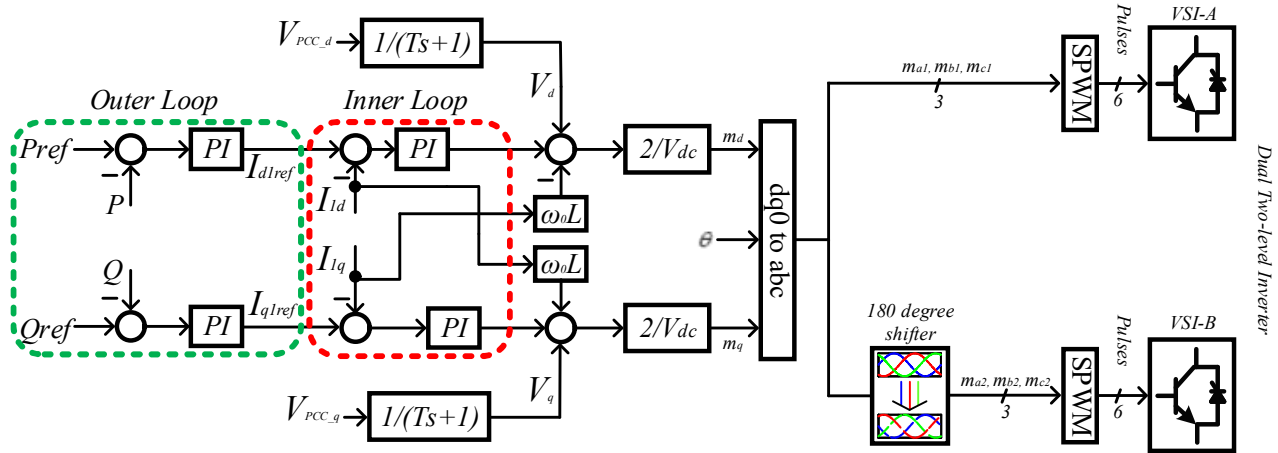 V_PCC_d
1/(Ts+1)
V_d
Outer Loop
Inner Loop
Pref
−
P
PI
I_d1ref
−
I_1d
PI
−
ω₀L
2/Vdc
m_d
I_1q
ω₀L
θ
dq0 to abc
Q
−
Qref
PI
I_q1ref
−
PI
2/Vdc
m_q
V_q
V_PCC_q
1/(Ts+1)
m_a1, m_b1, m_c1
3
SPWM
Pulses
6
VSI-A
Dual Two-level Inverter
180 degree
shifter
m_a2, m_b2, m_c2
3
SPWM
Pulses
6
VSI-B